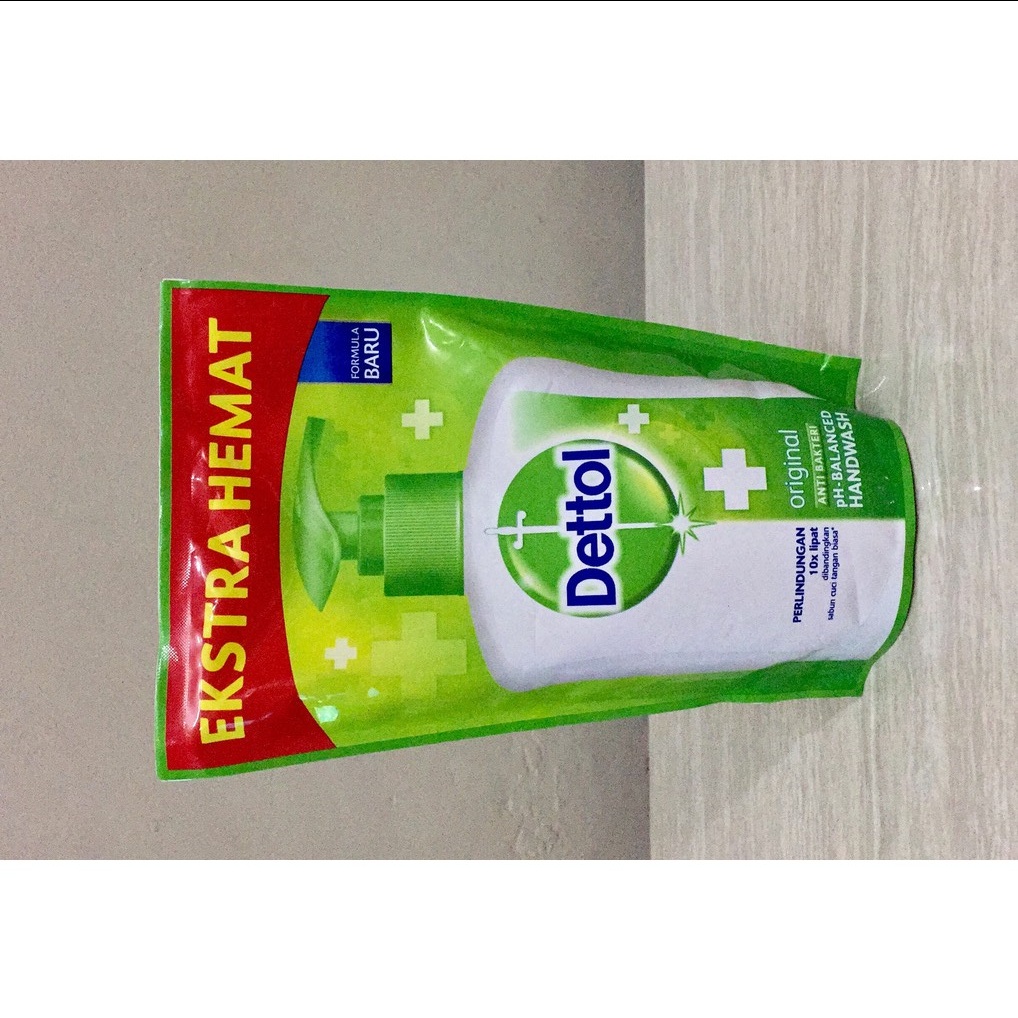 EKSTRA HEMAT
FORMULA
BARU
Dettol
original
ANTI BAKTERI
pH-BALANCED
HANDWASH
PERLINDUNGAN
10x lipat
dibandingkan
sabun cuci tangan biasa*